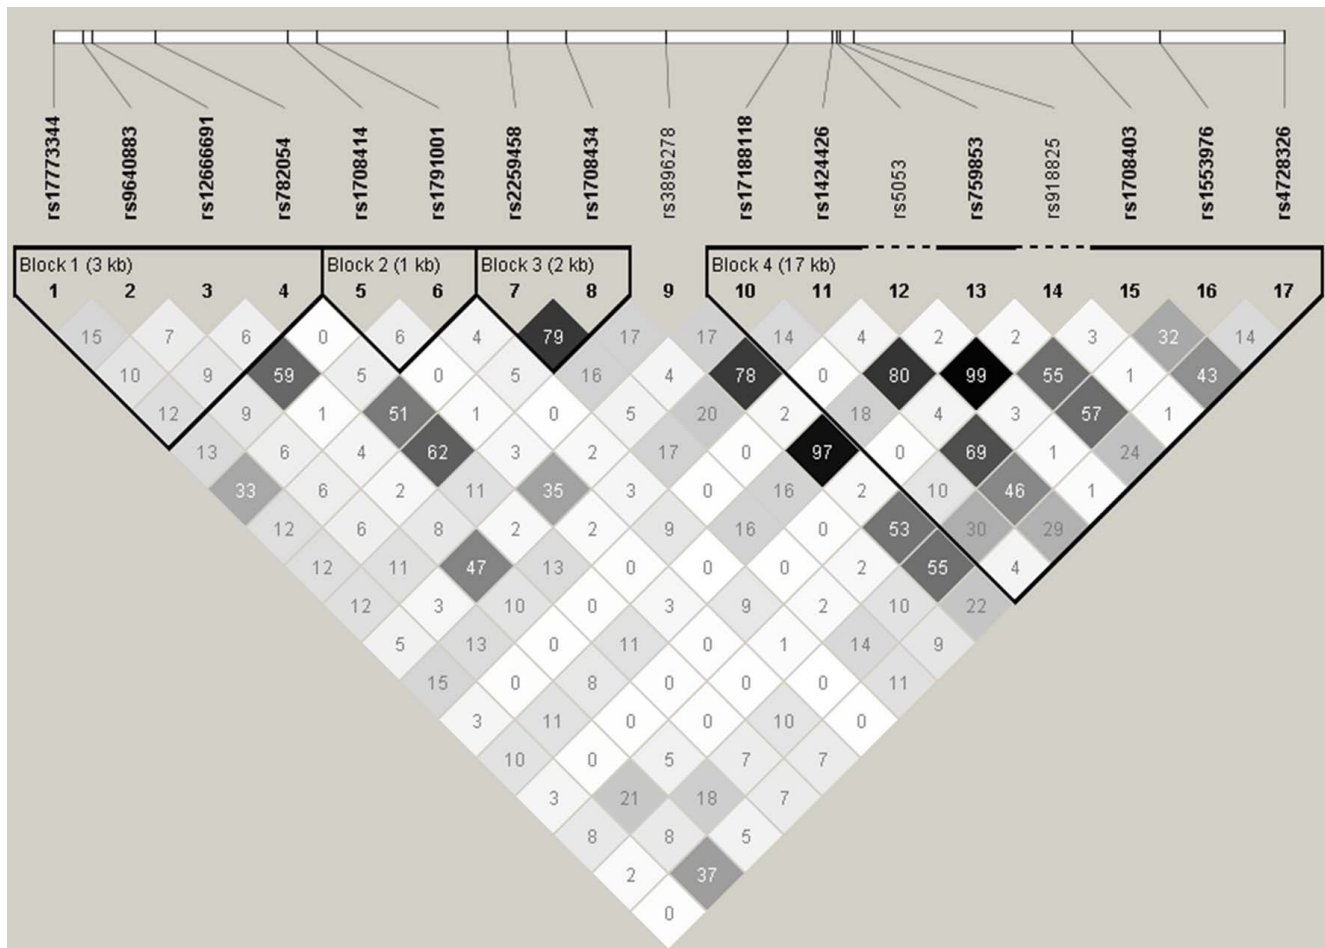 rs17773344
rs9640883
rs12666691
rs782054
rs1708414
rs1791001
rs2259458
rs1708434
rs3896278
rs17188118
rs1424426
rs5053
rs759853
rs918825
rs1708403
rs1553976
rs4728326
Block 1 (3 kb) Block 2 (1 kb) Block 3 (2 kb) Block 4 (17 kb)
1 2 3 4 5 6 7 8 9 10 11 12 13 14 15 16 17
15 7 6 0 6 4 79 17 17 14 4 2 2 3 32 14
10 9 59 5 0 5 16 4 78 0 80 99 55 1 43
12 9 1 51 1 0 5 20 2 18 4 3 57 1
13 6 4 62 3 2 17 0 97 0 69 1 24
33 6 2 11 35 3 0 16 2 10 46 1
12 6 8 2 2 9 16 0 53 30 29
12 11 47 13 0 0 0 2 55 4
12 3 10 0 3 9 2 10 22
5 13 0 11 0 1 14 9
15 0 8 0 0 0 11
3 11 0 0 10 0
10 0 5 7 7
3 21 18 7
8 8 5
2 37
0